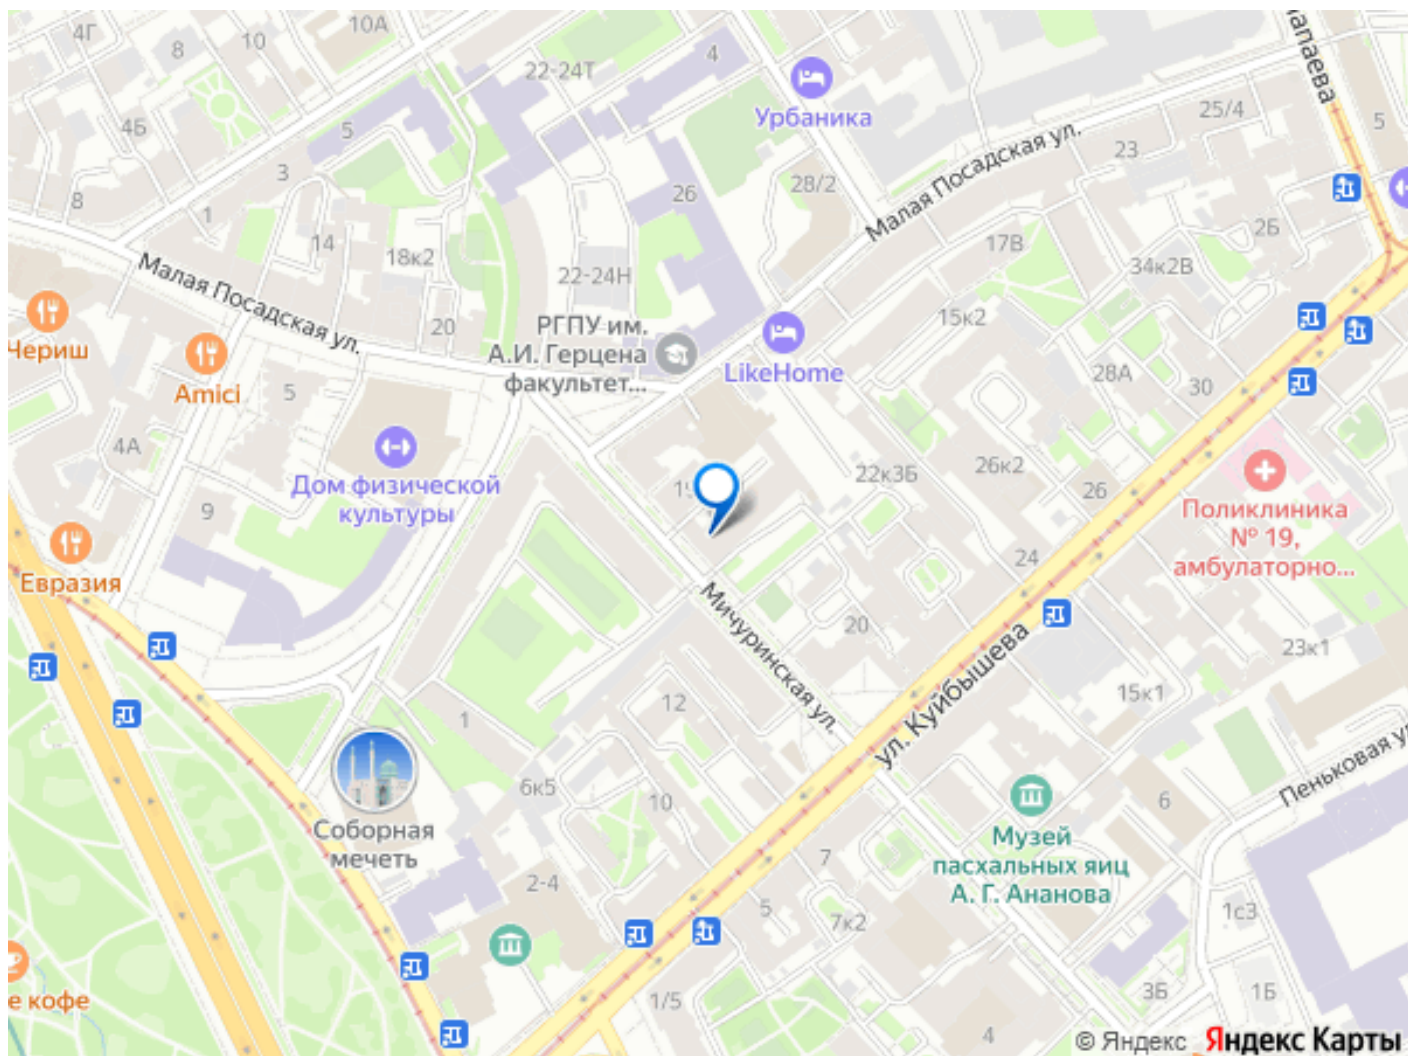 4Г
8
10
10А
22-24Т
4
Урбаника
Чапаева
25/4
5
4Б
5
Малая Посадская ул.
23
3
8
1
26
28/2
14
18к2
Малая Посадская ул.
22-24Н
17В
2Б
34к2В
20
РГПУ им.
А.И. Герцена
факультет...
15к2
Чериш
Amici
5
LikeHome
28А
30
4А
Дом физической
культуры
22к3Б
26к2
26
Поликлиника
№ 19,
амбулаторно...
9
Евразия
24
Мичуринская ул.
20
ул. Куйбышева
23к1
15к1
12
1
Пеньковая ул.
6к5
10
Соборная
мечеть
6
Музей
пасхальных яиц
А. Г. Ананова
7
2-4
5
7к2
1с3
е кофе
1/5
3Б
1Б
4
© Яндекс Яндекс Карты